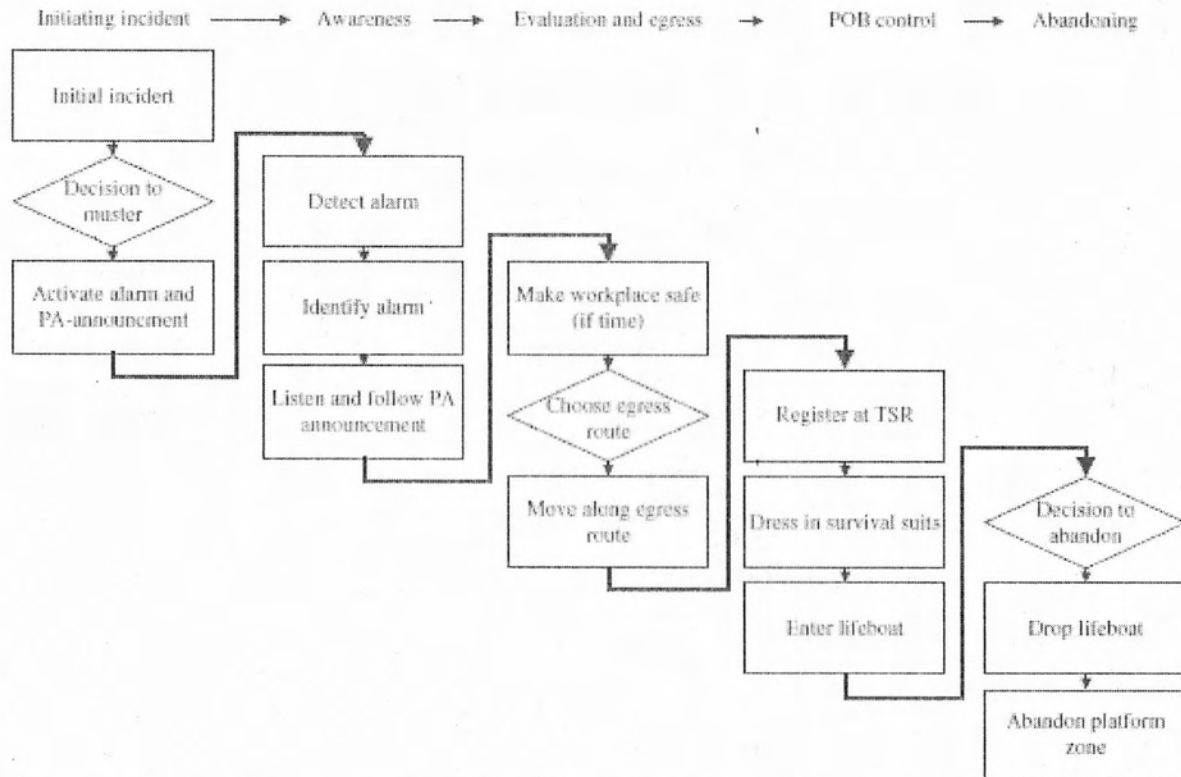 Initiating incident
Awareness
Evaluation and egress
POB control
Abandoning
Initial incidert
Decision to
muster
Activate alarm and
PA-announcement
Detect alarm
Identify alarm
Listen and follow PA
announcement
Make workplace safe
(if time)
Choose egress
route
Move along egress
route
Register at TSR
Dress in survival suits
Enter lifeboat
Decision to
abandon
Drop lifeboat
Abandon platform
zone